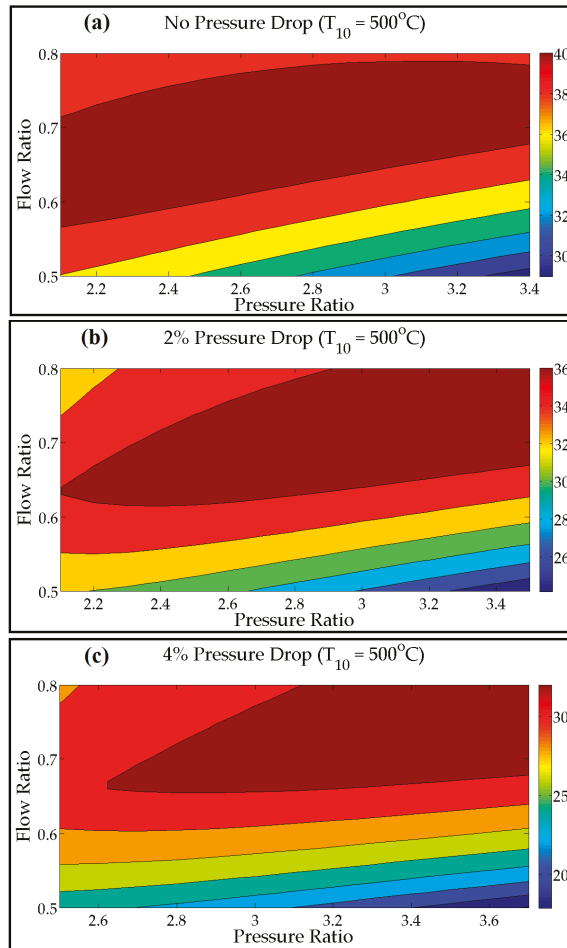 (a) No Pressure Drop (T10 = 500°C)
0.8
0.7
0.6
0.5
Flow Ratio
2.2 2.4 2.6 2.8 3 3.2 3.4
Pressure Ratio
40
38
36
34
32
30
(b) 2% Pressure Drop (T10 = 500°C)
0.8
0.7
0.6
0.5
Flow Ratio
2.2 2.4 2.6 2.8 3 3.2 3.4
Pressure Ratio
36
34
32
30
28
26
(c) 4% Pressure Drop (T10 = 500°C)
0.8
0.7
0.6
0.5
Flow Ratio
2.6 2.8 3 3.2 3.4 3.6
Pressure Ratio
30
25
20